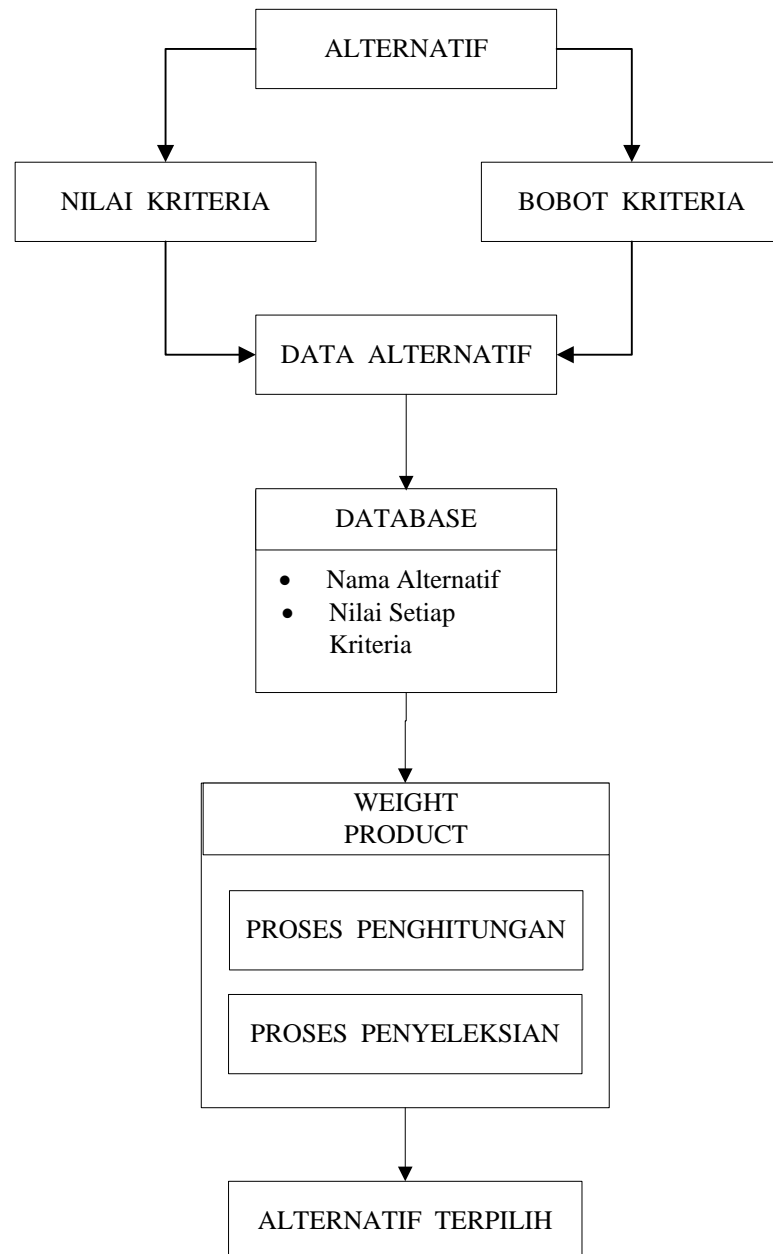 ALTERNATIF
NILAI KRITERIA
BOBOT KRITERIA
DATA ALTERNATIF
DATABASE
• Nama Alternatif
• Nilai Setiap
Kriteria
WEIGHT
PRODUCT
PROSES PENGHITUNGAN
PROSES PENYELEKSIAN
ALTERNATIF TERPILIH